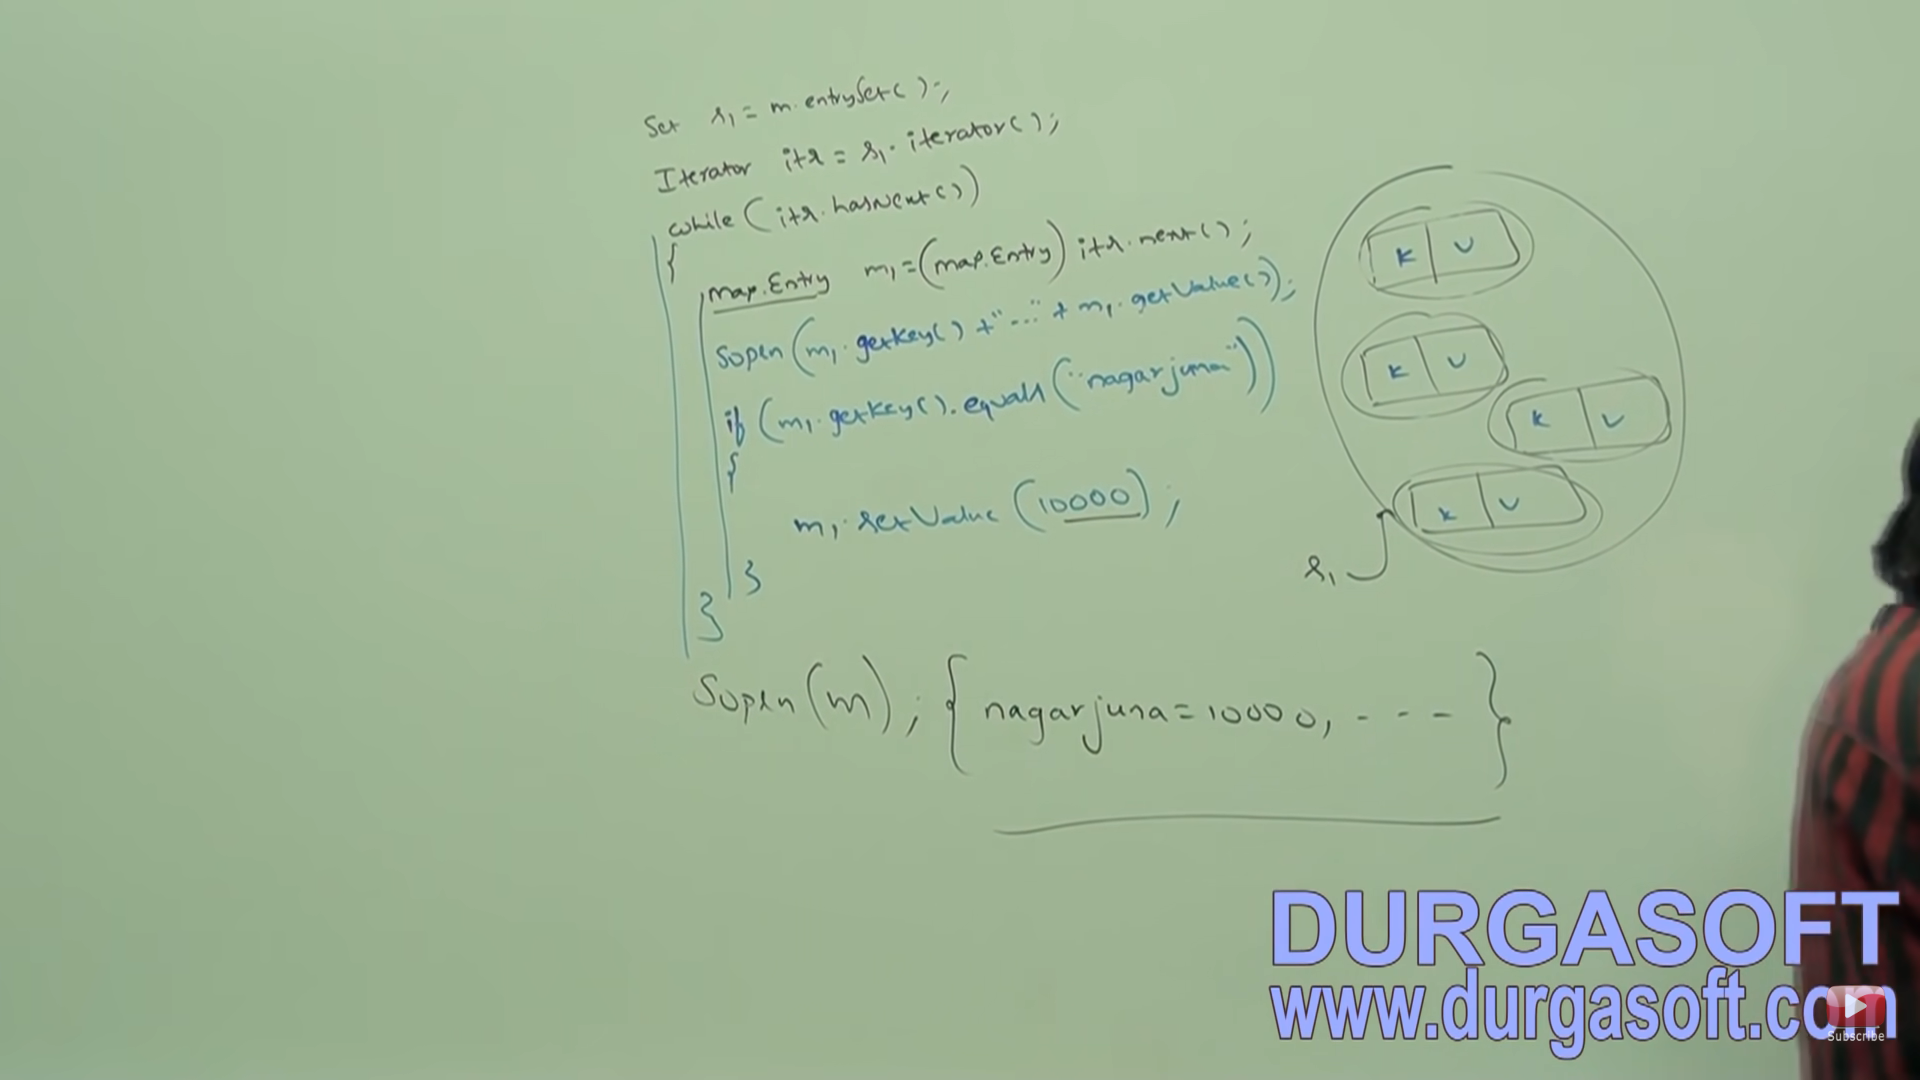 Set s1 = m.entrySet();
Iterator itr = s1.iterator();
while (itr.hasNext())
{
Map.Entry m1 = (Map.Entry) itr.next();
Sopln (m1.getKey() + "..." + m1.getValue());
if (m1.getKey().equals("nagarjuna"))
{
m1.setValue (10000);
}
}
Sopln (m); { nagarjuna = 10000, - - - }
K V
K V
K V
K V
s1
DURGASOFT
www.durgasoft.com
Subscribe